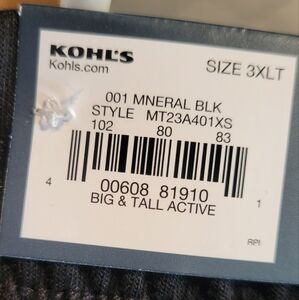 KOHL'S
Kohls.com
SIZE 3XLT
001 MNERAL BLK
STYLE MT23A401XS
102 80 83
4 1
00608 81910
BIG & TALL ACTIVE
RPI